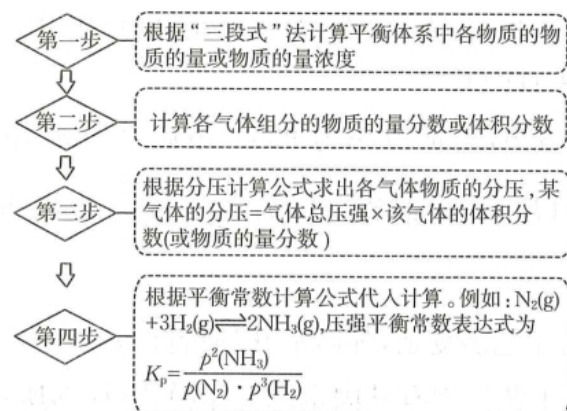 第一步
根据“三段式”法计算平衡体系中各物质的物
质的量或物质的量浓度
第二步
计算各气体组分的物质的量分数或体积分数
第三步
根据分压计算公式求出各气体物质的分压,某
气体的分压=气体总压强×该气体的体积分
数(或物质的量分数)
第四步
根据平衡常数计算公式代人计算。例如:N₂(g)
+3H₂(g)⇌2NH₃(g),压强平衡常数表达式为
Kₚ=p²(NH₃)/p(N₂)·p³(H₂)